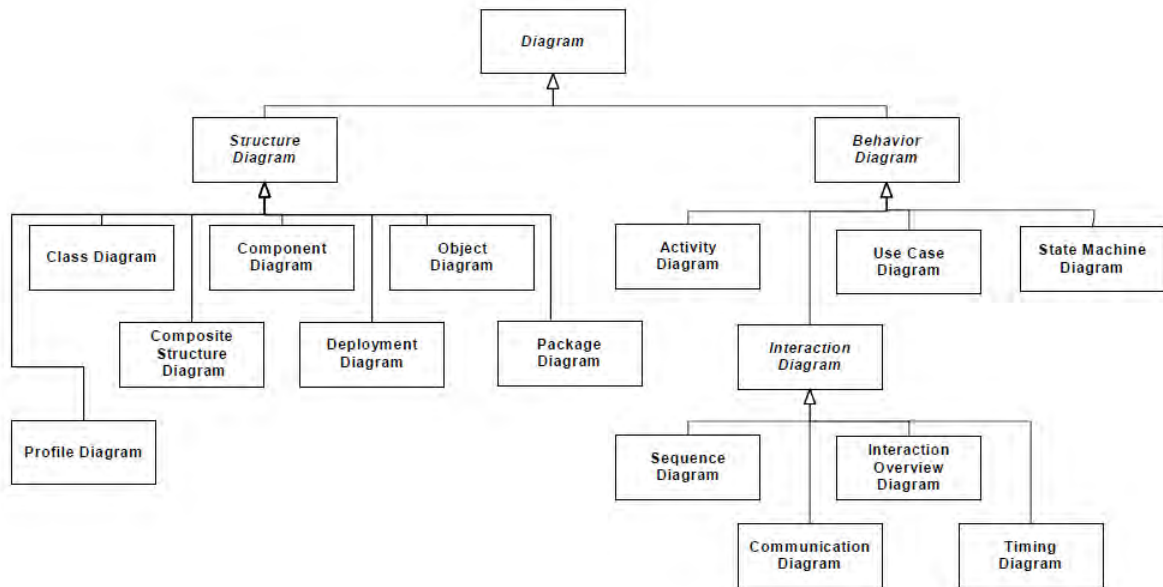 Diagram
Structure
Diagram
Behavior
Diagram
Class Diagram
Component
Diagram
Object
Diagram
Activity
Diagram
Use Case
Diagram
State Machine
Diagram
Composite
Structure
Diagram
Deployment
Diagram
Package
Diagram
Interaction
Diagram
Profile Diagram
Sequence
Diagram
Interaction
Overview
Diagram
Communication
Diagram
Timing
Diagram